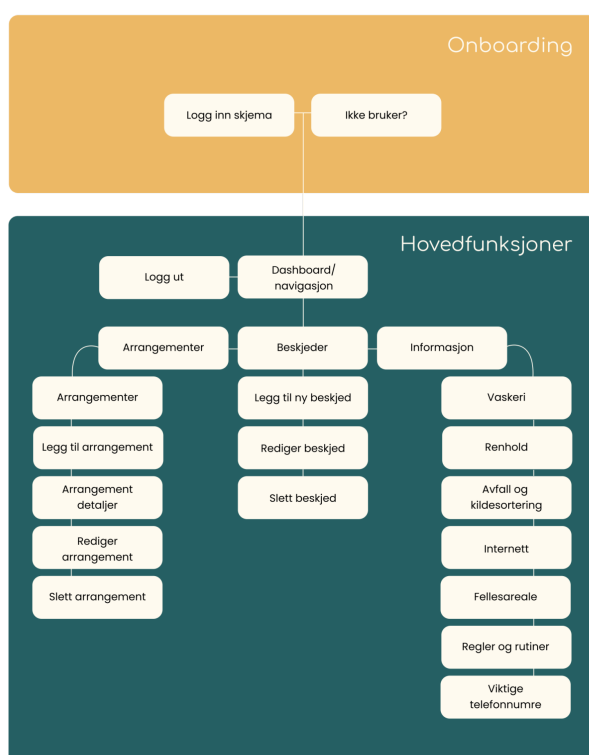 Onboarding
Logg inn skjema
Ikke bruker?
Hovedfunksjoner
Logg ut
Dashboard/
navigasjon
Arrangementer
Beskjeder
Informasjon
Arrangementer
Legg til arrangement
Arrangement
detaljer
Rediger
arrangement
Slett arrangement
Legg til ny beskjed
Rediger beskjed
Slett beskjed
Vaskeri
Renhold
Avfall og
kildesortering
Internett
Fellesareale
Regler og rutiner
Viktige
telefonnumre